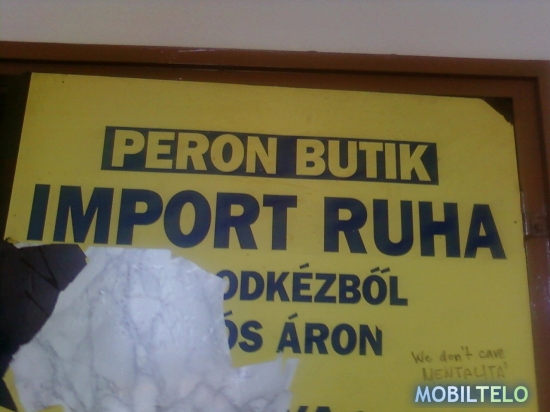 PERON BUTIK
IMPORT RUHA
ODKÉZBŐL
ÓS ÁRON
We don't care
MENTALITA'
MOBILTELO